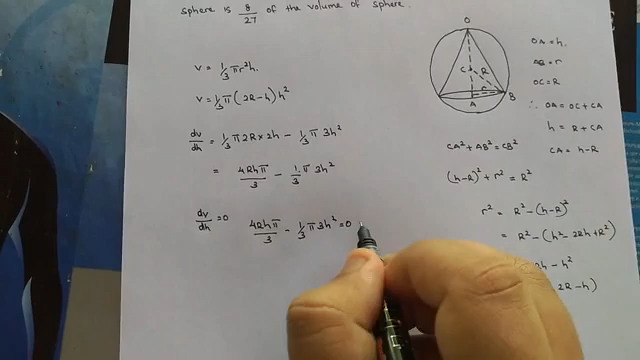 sphere is 8/27 of the volume of sphere.
V = 1/3 πr²h.
V = 1/3 π(2R-h)h²
dv/dh = 1/3 π2R×2h - 1/3 π 3h²
= 4Rhπ/3 - 1/3 π 3h²
dv/dh = 0 4Rhπ/3 - 1/3 π 3h² = 0
O
C
R
r
A
B
OA = h.
AB = r
OC = R
∴ OA = OC + CA
h = R + CA
CA = h - R
CA² + AB² = CB²
(h-R)² + r² = R²
r² = R² - (h-R)²
= R² - (h² - 2Rh + R²)
h - h²
2R - h)